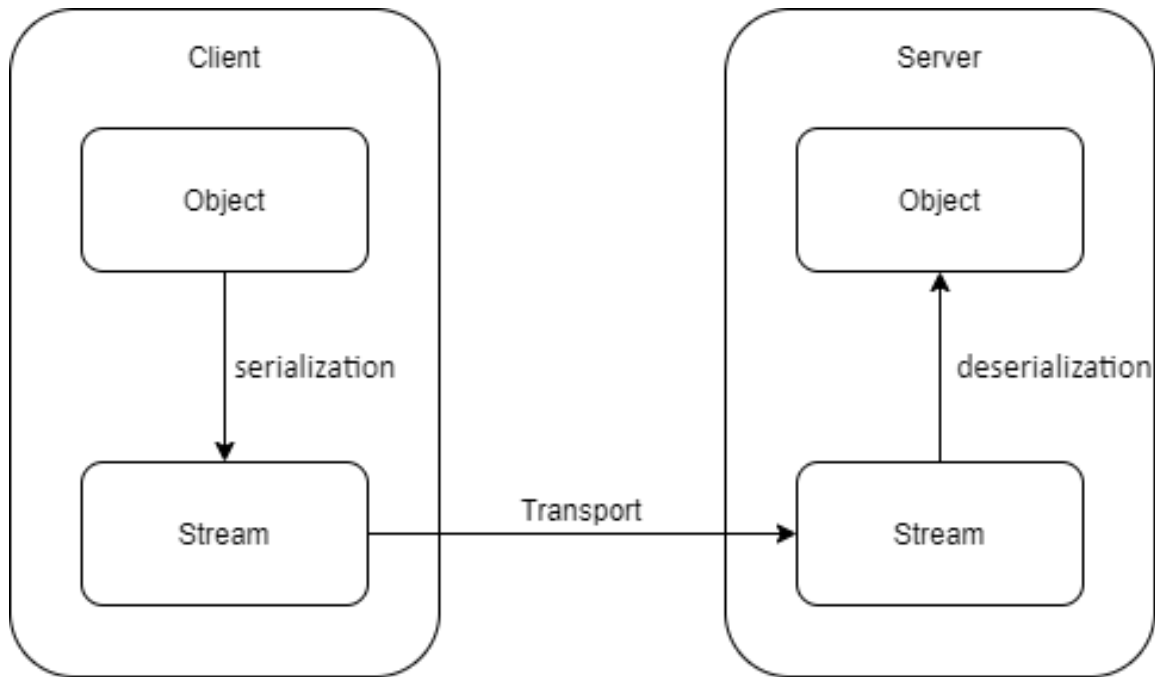 Client
Object
serialization
Stream
Transport
Server
Object
deserialization
Stream